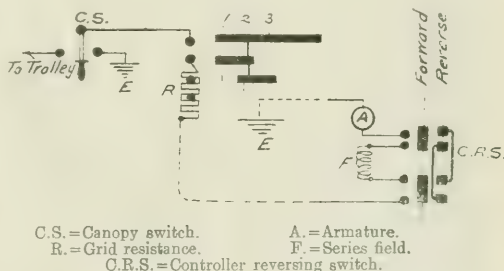 C.S.
1 2 3
Forward
Reverse
To Trolley
E
R
A
E
F
C.R.S.
C.S.=Canopy switch. A.=Armature.
R.=Grid resistance. F.=Series field.
C.R.S.=Controller reversing switch.